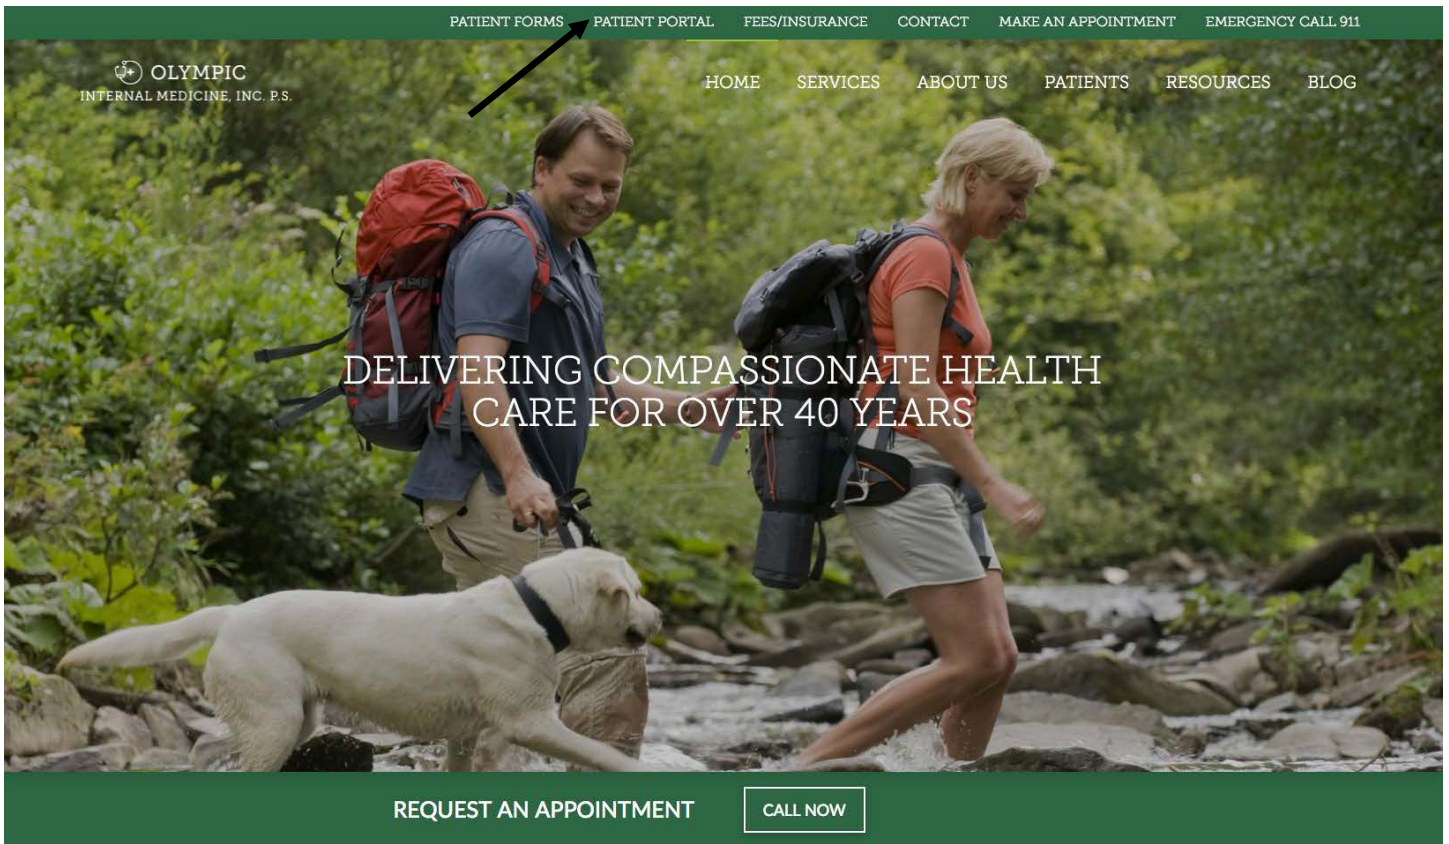 PATIENT FORMS PATIENT PORTAL FEES/INSURANCE CONTACT MAKE AN APPOINTMENT EMERGENCY CALL 911
OLYMPIC
INTERNAL MEDICINE, INC. P.S.
HOME SERVICES ABOUT US PATIENTS RESOURCES BLOG
DELIVERING COMPASSIONATE HEALTH
CARE FOR OVER 40 YEARS
REQUEST AN APPOINTMENT CALL NOW